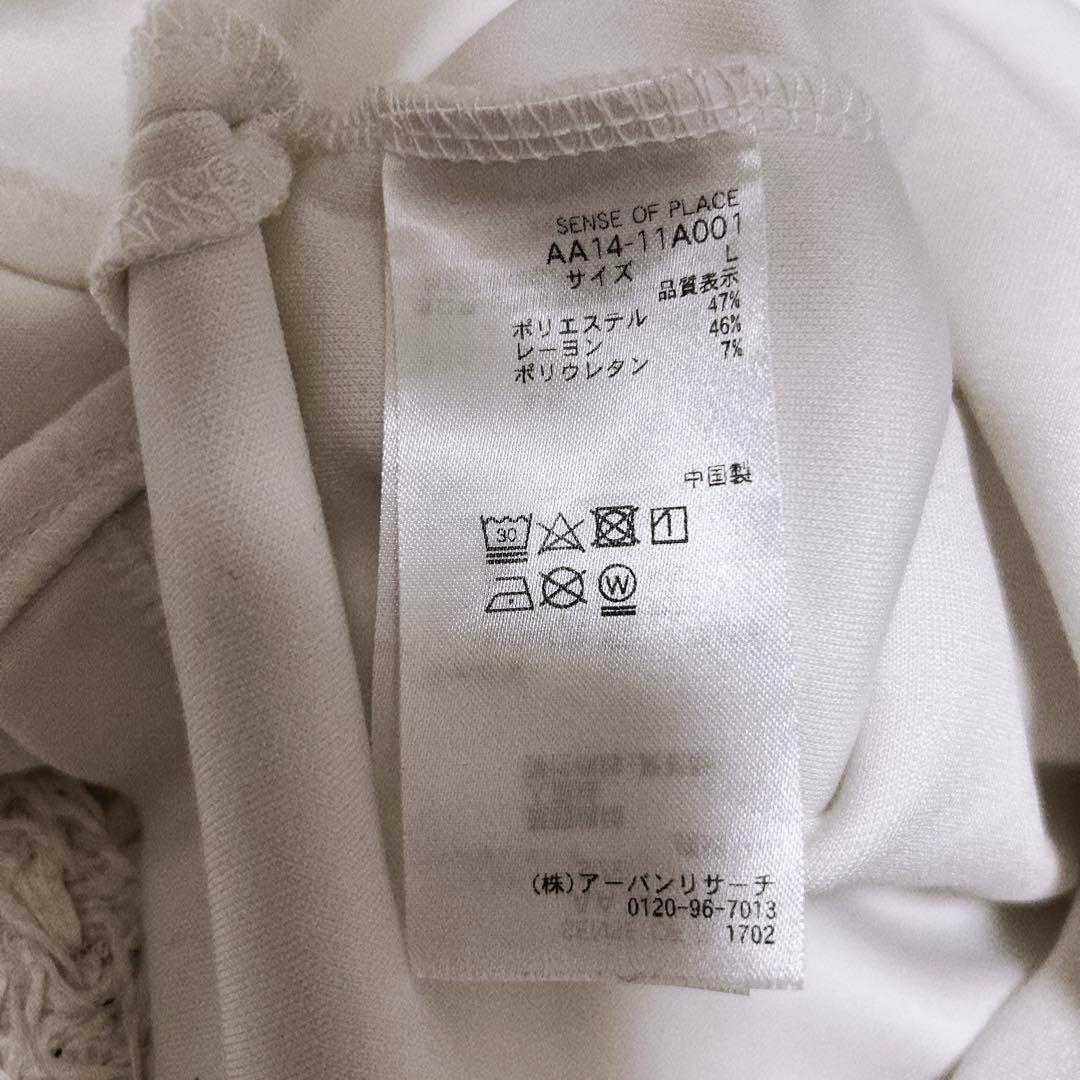 SENSE OF PLACE
AA14-11A001
サイズ L
品質表示
ポリエステル 47%
レーヨン 46%
ポリウレタン 7%
中国製
30
W
(株)アーバンリサーチ
0120-96-7013
1702